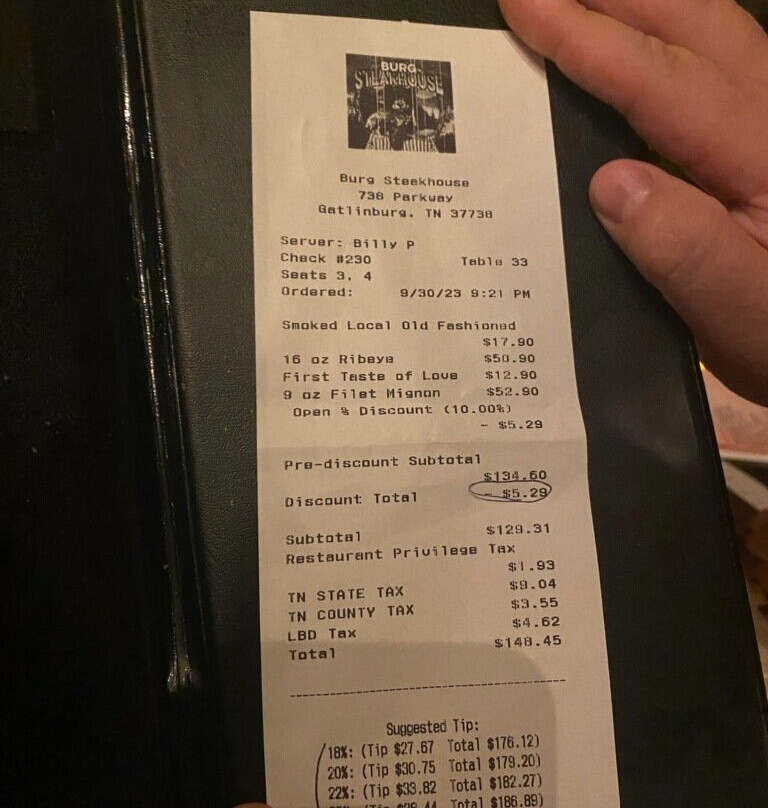 BURG
STEAKHOUSE
Burg Steakhouse
738 Parkway
Gatlinburg, TN 37738
Server: Billy P
Check #230 Table 33
Seats 3, 4
Ordered: 9/30/23 9:21 PM
Smoked Local Old Fashioned
$17.90
16 oz Ribeye $50.90
First Taste of Love $12.90
9 oz Filet Mignon $52.90
Open % Discount (10.00%)
- $5.29
Pre-discount Subtotal
$134.60
Discount Total - $5.29
Subtotal $129.31
Restaurant Privilege Tax
$1.93
TN STATE TAX $9.04
TN COUNTY TAX $3.55
LBD Tax $4.62
Total $148.45
Suggested Tip:
18%: (Tip $27.67 Total $176.12)
20%: (Tip $30.75 Total $179.20)
22%: (Tip $33.82 Total $182.27)
Total $186.89)